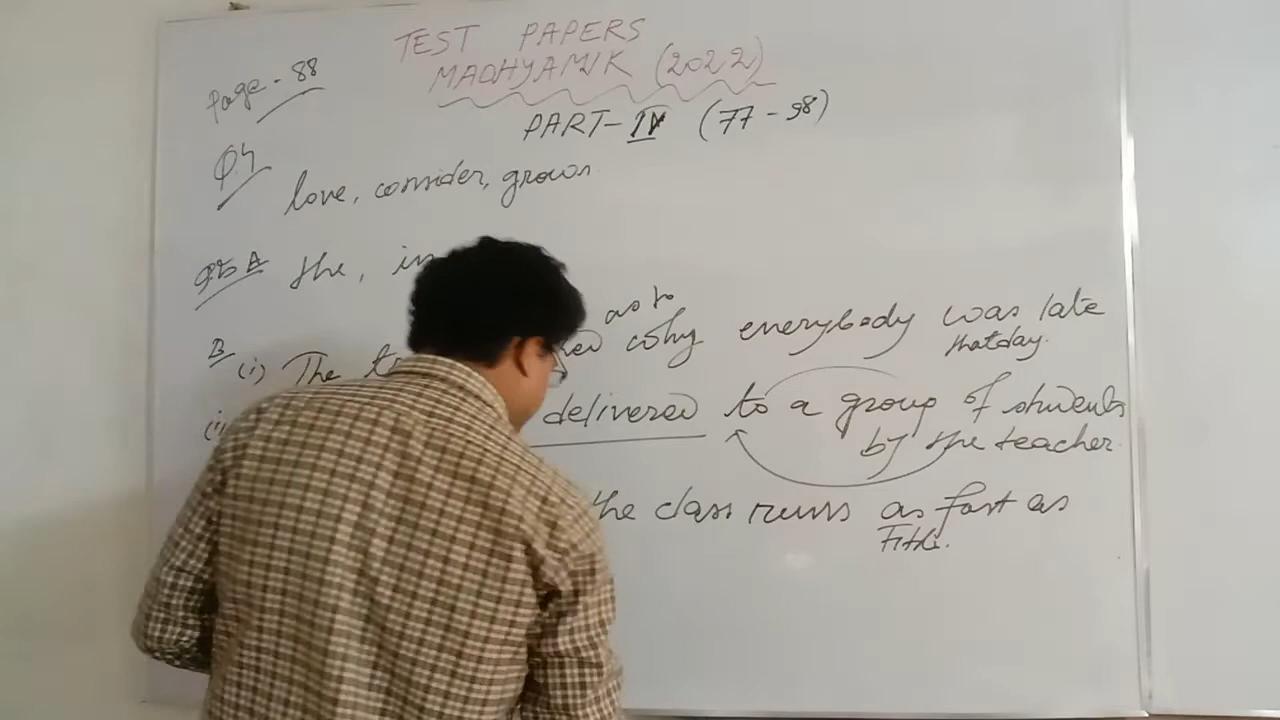 TEST PAPERS
MADHYAMIK (2022)
Page - 88
PART - IV (77 - 98)
Q4
love, consider, grows
Q5 A the, in
as to
B (i) The why everybody was late
that day.
delivered to a group of students
by the teacher.
the class runs as fast as